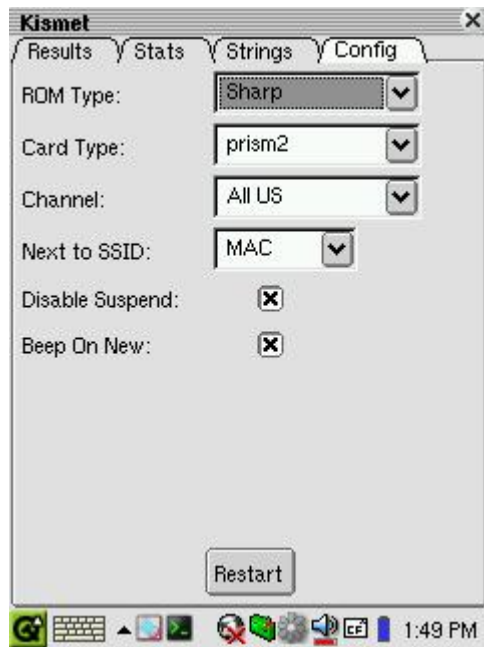 Kismet
Results Stats Strings Config
ROM Type: Sharp
Card Type: prism2
Channel: All US
Next to SSID: MAC
Disable Suspend:
Beep On New:
Restart
CF 1:49 PM